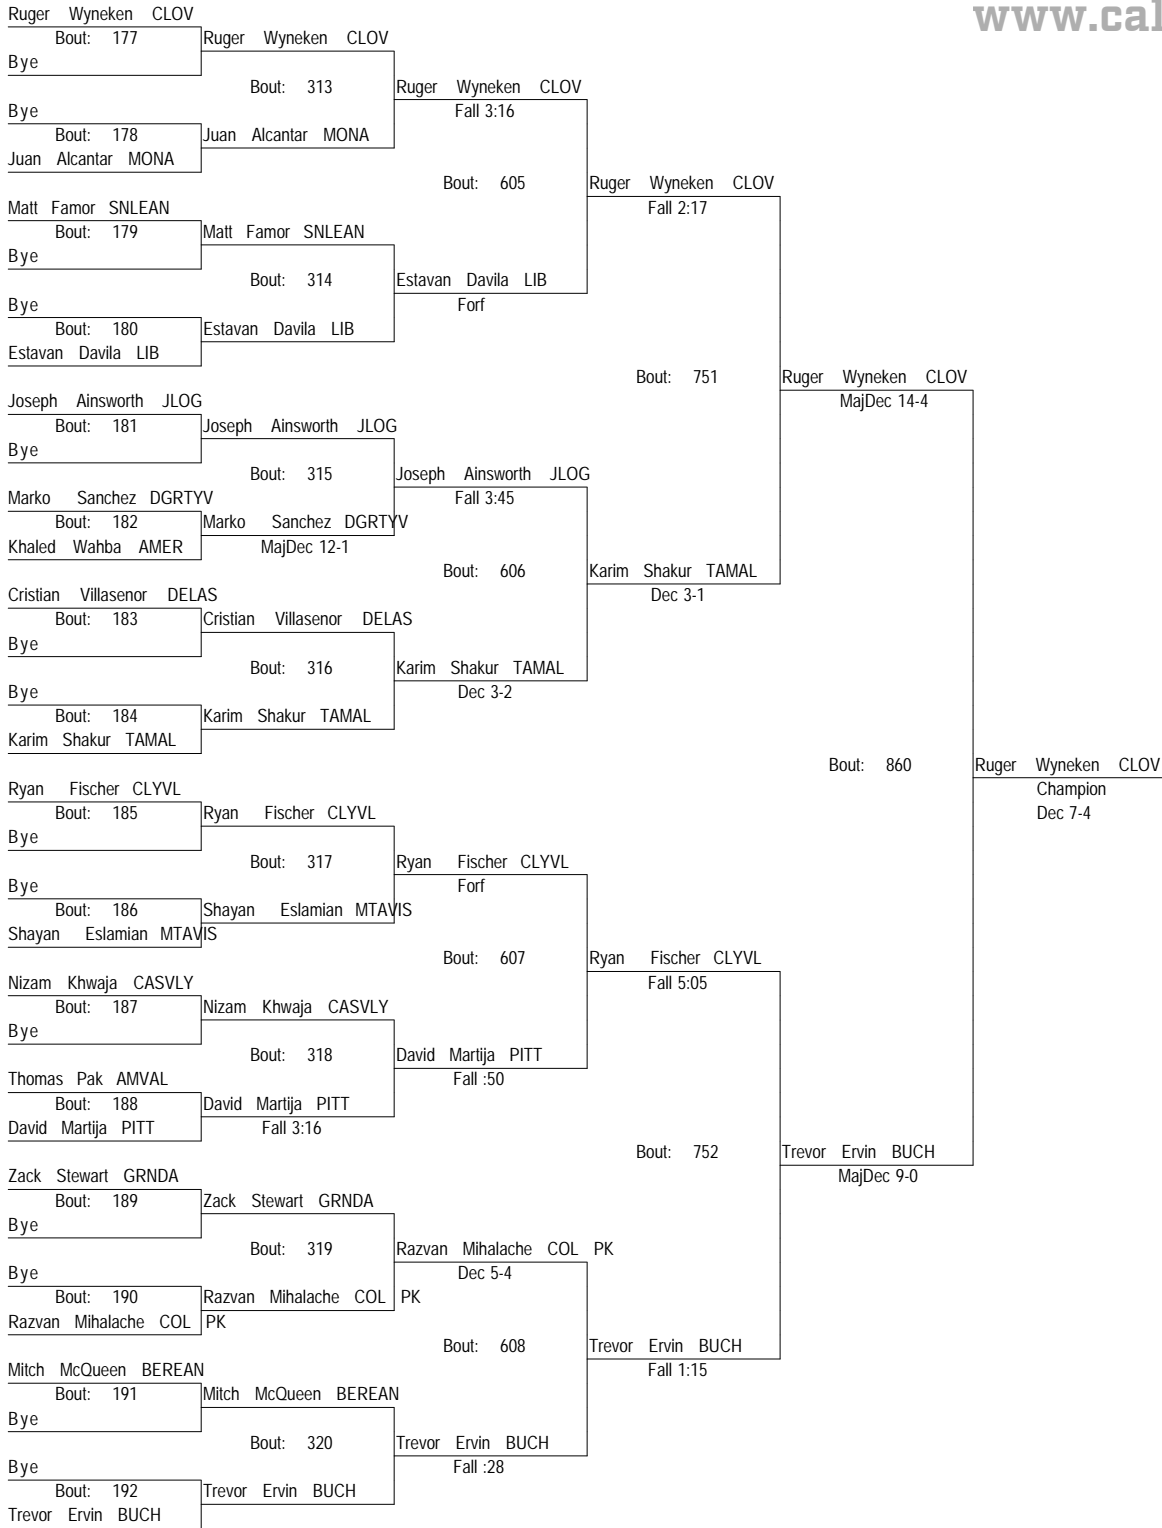 www.cal
Ruger Wyneken CLOV
Bout: 177
Bye
Bye
Bout: 178
Juan Alcantar MONA
Matt Famor SNLEAN
Bout: 179
Bye
Bye
Bout: 180
Estavan Davila LIB
Joseph Ainsworth JLOG
Bout: 181
Bye
Marko Sanchez DGRTYV
Bout: 182
Khaled Wahba AMER
Cristian Villasenor DELAS
Bout: 183
Bye
Bye
Bout: 184
Karim Shakur TAMAL
Ryan Fischer CLYVL
Bout: 185
Bye
Bye
Bout: 186
Shayan Eslamian MTAVIS
Nizam Khwaja CASVLY
Bout: 187
Bye
Thomas Pak AMVAL
Bout: 188
David Martija PITT
Zack Stewart GRNDA
Bout: 189
Bye
Bye
Bout: 190
Razvan Mihalache COL PK
Mitch McQueen BEREAN
Bout: 191
Bye
Bye
Bout: 192
Trevor Ervin BUCH
Ruger Wyneken CLOV
Bout: 313
Juan Alcantar MONA
Matt Famor SNLEAN
Bout: 314
Estavan Davila LIB
Joseph Ainsworth JLOG
Bout: 315
Marko Sanchez DGRTYV
MajDec 12-1
Cristian Villasenor DELAS
Bout: 316
Karim Shakur TAMAL
Ryan Fischer CLYVL
Bout: 317
Shayan Eslamian MTAVIS
Nizam Khwaja CASVLY
Bout: 318
David Martija PITT
Fall 3:16
Zack Stewart GRNDA
Bout: 319
Razvan Mihalache COL PK
Mitch McQueen BEREAN
Bout: 320
Trevor Ervin BUCH
Ruger Wyneken CLOV
Fall 3:16
Bout: 605
Estavan Davila LIB
Forf
Joseph Ainsworth JLOG
Fall 3:45
Bout: 606
Karim Shakur TAMAL
Dec 3-2
Ryan Fischer CLYVL
Forf
Bout: 607
David Martija PITT
Fall :50
Razvan Mihalache COL PK
Dec 5-4
Bout: 608
Trevor Ervin BUCH
Fall :28
Ruger Wyneken CLOV
Fall 2:17
Bout: 751
Karim Shakur TAMAL
Dec 3-1
Ryan Fischer CLYVL
Fall 5:05
Bout: 752
Trevor Ervin BUCH
Fall 1:15
Ruger Wyneken CLOV
MajDec 14-4
Bout: 860
Trevor Ervin BUCH
MajDec 9-0
Ruger Wyneken CLOV
Champion
Dec 7-4